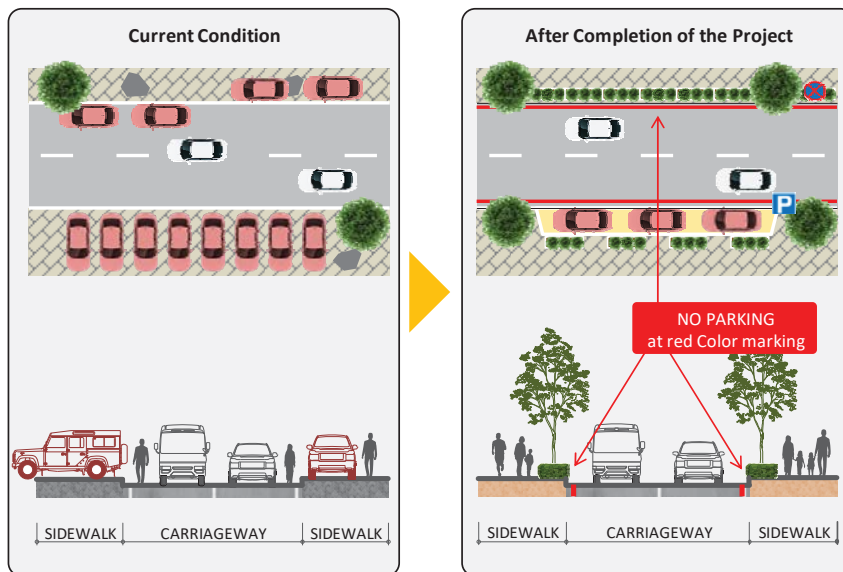 Current Condition
After Completion of the Project
P
NO PARKING
at red Color marking
SIDEWALK
CARRIAGEWAY
SIDEWALK
SIDEWALK
CARRIAGEWAY
SIDEWALK